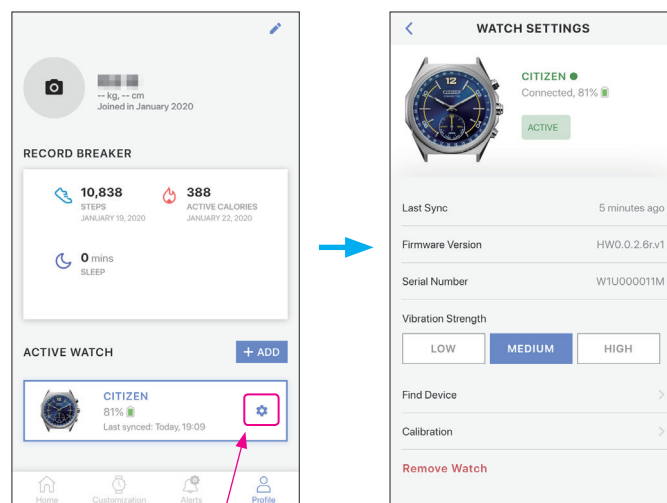 -- kg, -- cm
Joined in January 2020
RECORD BREAKER
10,838
STEPS
JANUARY 19, 2020
388
ACTIVE CALORIES
JANUARY 22, 2020
0 mins
SLEEP
ACTIVE WATCH
+ ADD
CITIZEN
81%
Last synced: Today, 19:09
Home
Customization
Alerts
Profile
WATCH SETTINGS
12
CITIZEN
CITIZEN
Connected, 81%
ACTIVE
Last Sync
5 minutes ago
Firmware Version
HW0.0.2.6r.v1
Serial Number
W1U000011M
Vibration Strength
LOW
MEDIUM
HIGH
Find Device
Calibration
Remove Watch